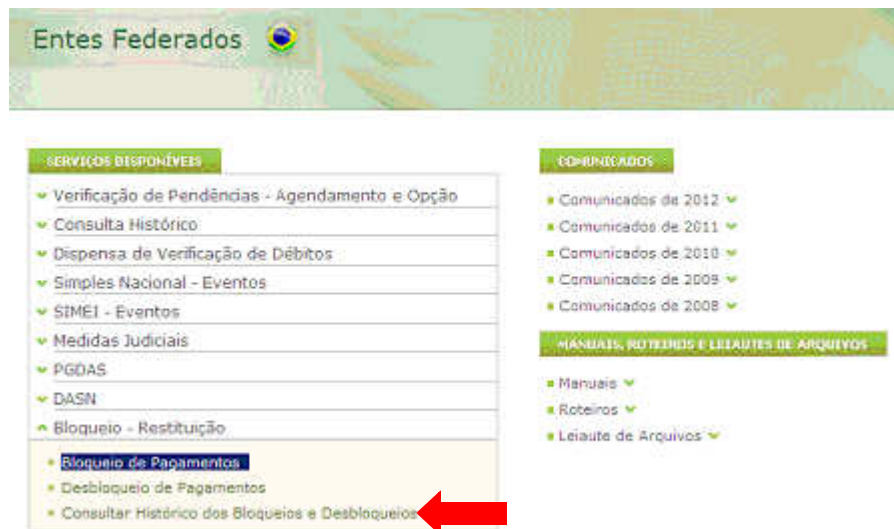 Entes Federados
SERVIÇOS DISPONÍVEIS
Verificação de Pendências - Agendamento e Opção
Consulta Histórico
Dispensa de Verificação de Débitos
Simples Nacional - Eventos
SIMEI - Eventos
Medidas Judiciais
PGDAS
DASN
Bloqueio - Restituição
Bloqueio de Pagamentos
Desbloqueio de Pagamentos
Consultar Histórico dos Bloqueios e Desbloqueios
COMUNICADOS
Comunicados de 2012
Comunicados de 2011
Comunicados de 2010
Comunicados de 2009
Comunicados de 2008
MANUAIS, ROTEIROS E LEIAUTES DE ARQUIVOS
Manuais
Roteiros
Leiaute de Arquivos